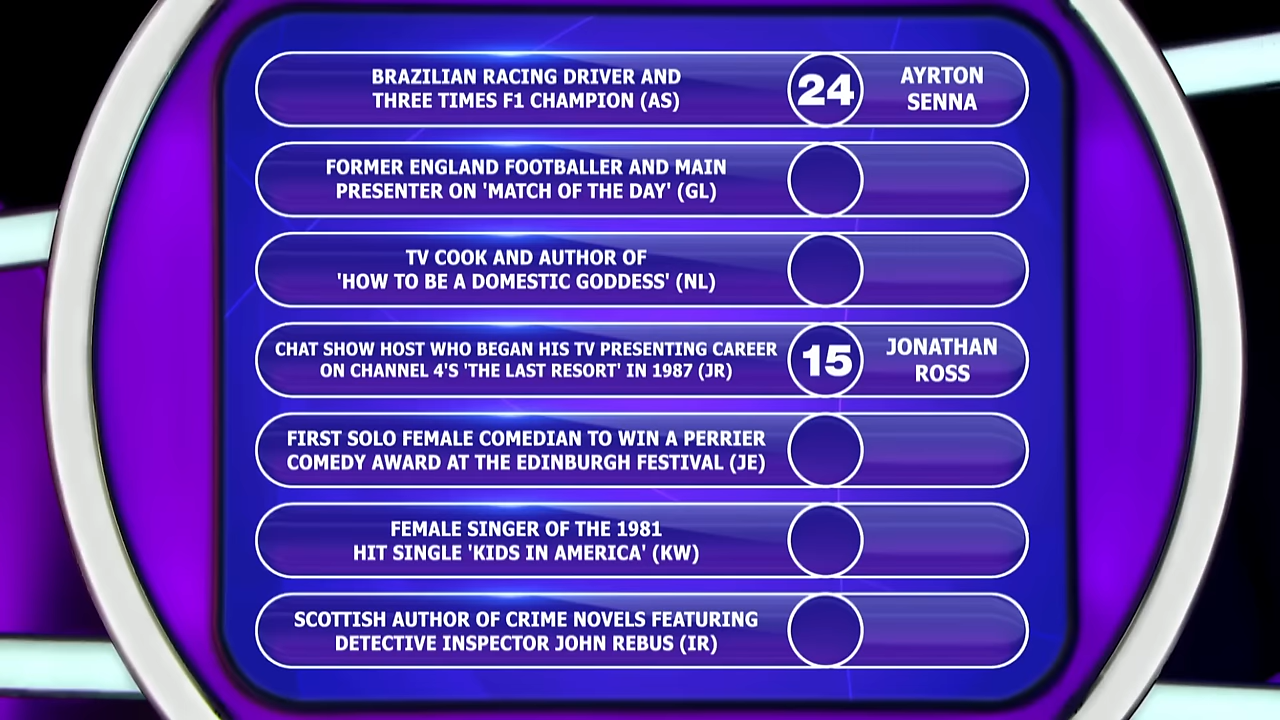 BRAZILIAN RACING DRIVER AND
THREE TIMES F1 CHAMPION (AS)
24
AYRTON
SENNA
FORMER ENGLAND FOOTBALLER AND MAIN
PRESENTER ON 'MATCH OF THE DAY' (GL)
TV COOK AND AUTHOR OF
'HOW TO BE A DOMESTIC GODDESS' (NL)
CHAT SHOW HOST WHO BEGAN HIS TV PRESENTING CAREER
ON CHANNEL 4'S 'THE LAST RESORT' IN 1987 (JR)
15
JONATHAN
ROSS
FIRST SOLO FEMALE COMEDIAN TO WIN A PERRIER
COMEDY AWARD AT THE EDINBURGH FESTIVAL (JE)
FEMALE SINGER OF THE 1981
HIT SINGLE 'KIDS IN AMERICA' (KW)
SCOTTISH AUTHOR OF CRIME NOVELS FEATURING
DETECTIVE INSPECTOR JOHN REBUS (IR)